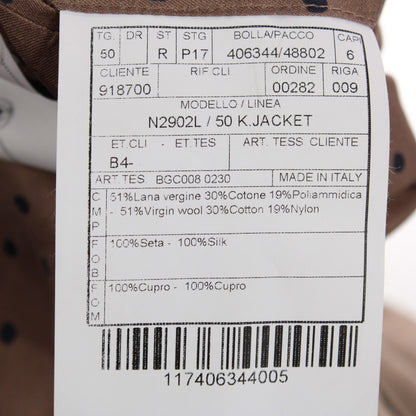 TG. DR ST STG BOLLA/PACCO CAPI
50 R P17 406344/48802 6
CLIENTE RIF CLI ORDINE RIGA
918700 00282 009
MODELLO / LINEA
N2902L / 50 K.JACKET
ET.CLI - ET.TES ART. TESS CLIENTE
B4-
ART.TES BGC008 0230 MADE IN ITALY
CMP 51%Lana vergine 30%Cotone 19%Poliammidica
- 51%Virgin wool 30%Cotton 19%Nylon
FOB 100%Seta - 100%Silk
FCM 100%Cupro - 100%Cupro
117406344005